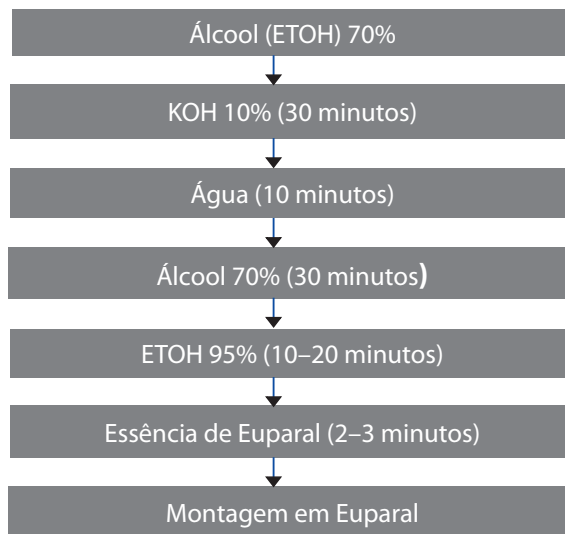 Álcool (ETOH) 70%
KOH 10% (30 minutos)
Água (10 minutos)
Álcool 70% (30 minutos)
ETOH 95% (10–20 minutos)
Essência de Euparal (2–3 minutos)
Montagem em Euparal